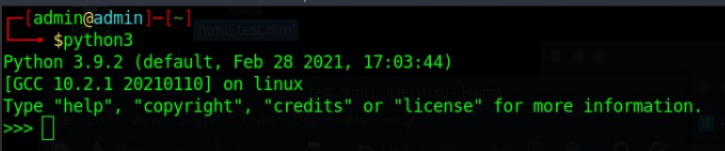 ┌─[admin@admin]─[~]
└──╼ $python3
Python 3.9.2 (default, Feb 28 2021, 17:03:44)
[GCC 10.2.1 20210110] on linux
Type "help", "copyright", "credits" or "license" for more information.
>>>